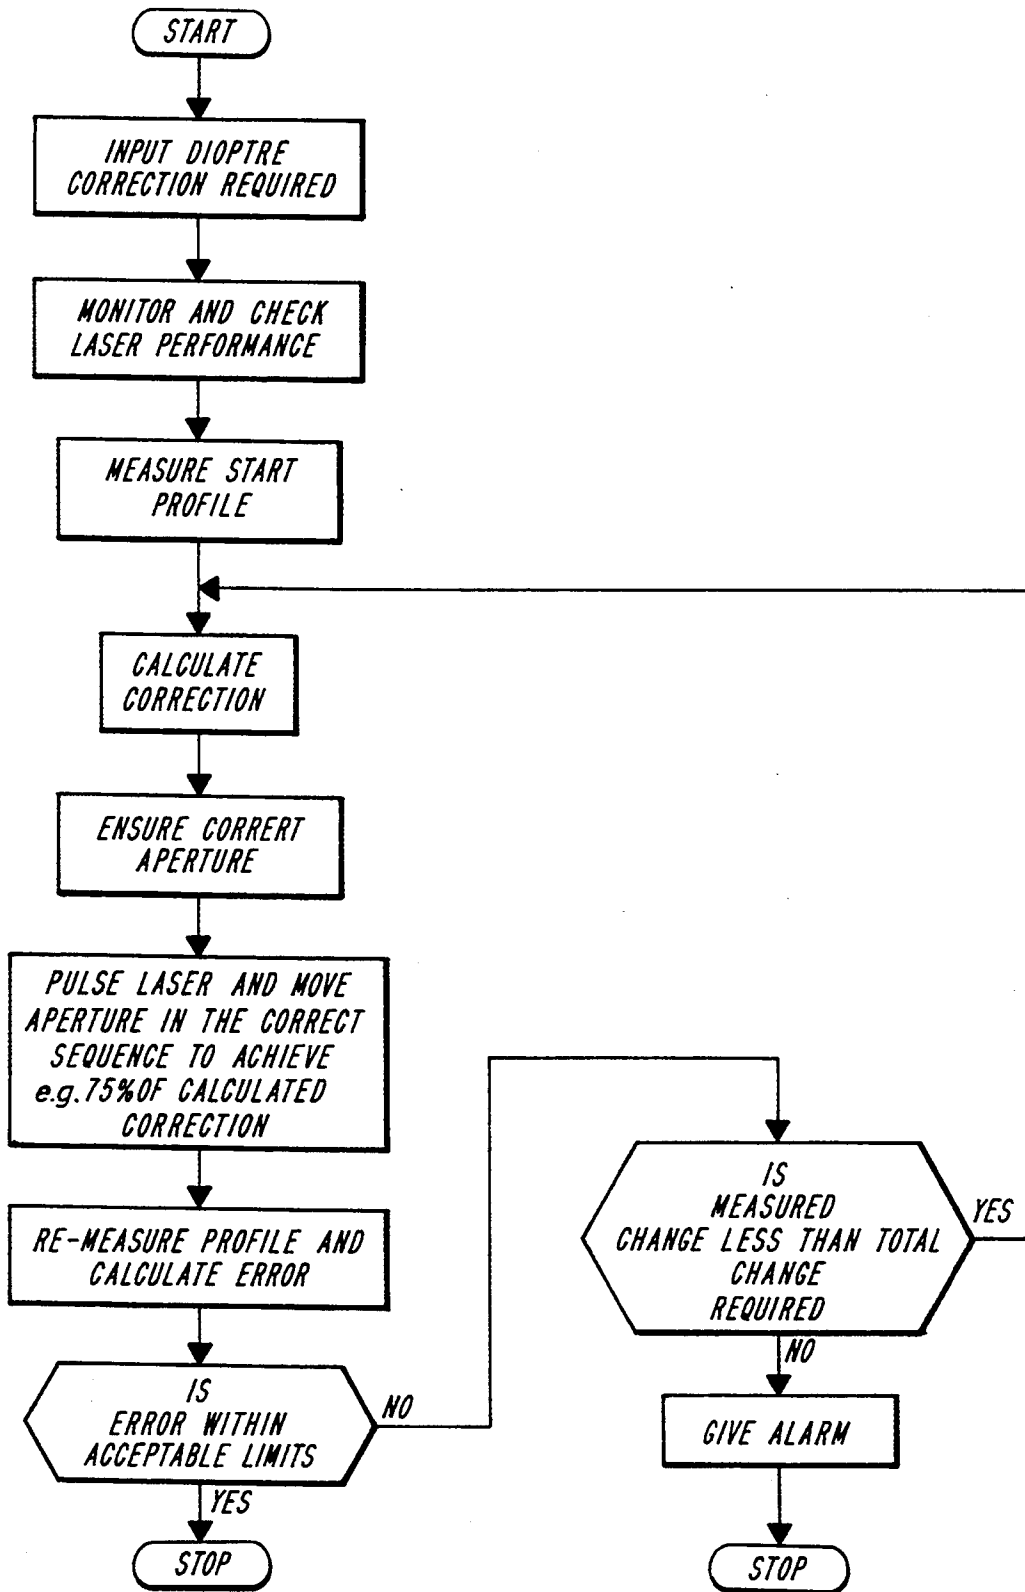 START
INPUT DIOPTRE
CORRECTION REQUIRED
MONITOR AND CHECK
LASER PERFORMANCE
MEASURE START
PROFILE
CALCULATE
CORRECTION
ENSURE CORRERT
APERTURE
PULSE LASER AND MOVE
APERTURE IN THE CORRECT
SEQUENCE TO ACHIEVE
e.g. 75% OF CALCULATED
CORRECTION
RE-MEASURE PROFILE AND
CALCULATE ERROR
IS
ERROR WITHIN
ACCEPTABLE LIMITS
NO
YES
STOP
IS
MEASURED
CHANGE LESS THAN TOTAL
CHANGE
REQUIRED
YES
NO
GIVE ALARM
STOP